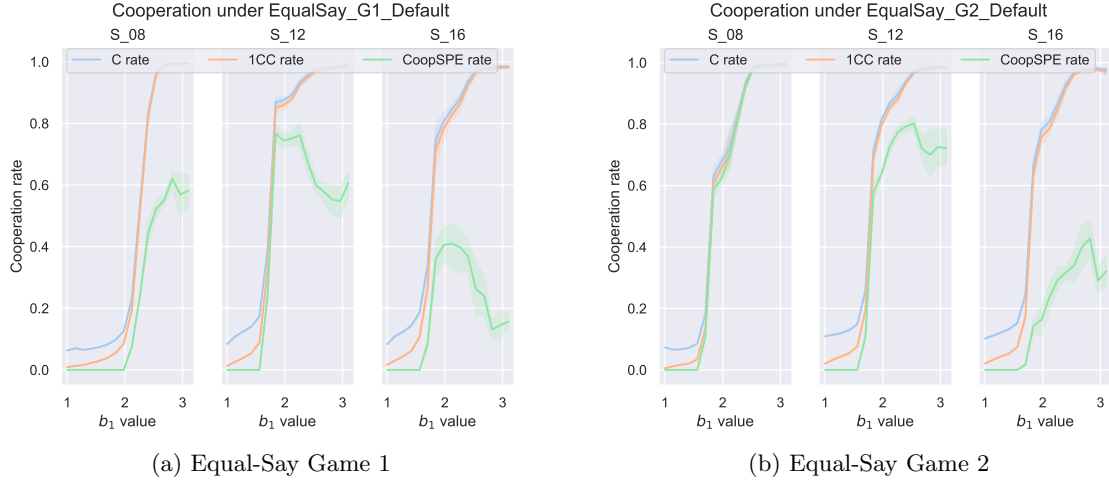 Cooperation under EqualSay_G1_Default
S_08 S_12 S_16
C rate 1CC rate CoopSPE rate
1.0
0.8
0.6
0.4
0.2
0.0
Cooperation rate
1 2 3 1 2 3 1 2 3
b₁ value b₁ value b₁ value
(a) Equal-Say Game 1
Cooperation under EqualSay_G2_Default
S_08 S_12 S_16
C rate 1CC rate CoopSPE rate
1.0
0.8
0.6
0.4
0.2
0.0
Cooperation rate
1 2 3 1 2 3 1 2 3
b₁ value b₁ value b₁ value
(b) Equal-Say Game 2